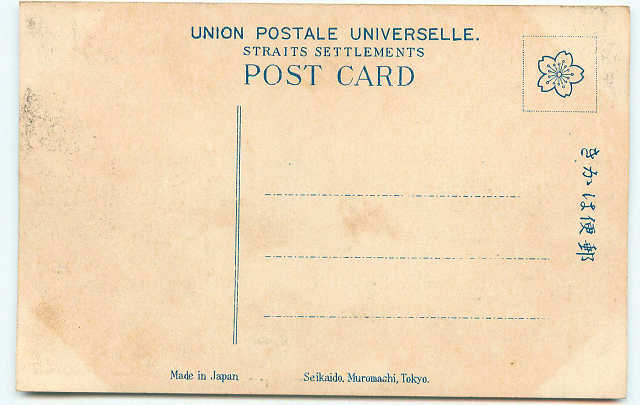 UNION POSTALE UNIVERSELLE.
STRAITS SETTLEMENTS
POST CARD
きかは便郵
Made in Japan
Seikaido, Muromachi, Tokyo.